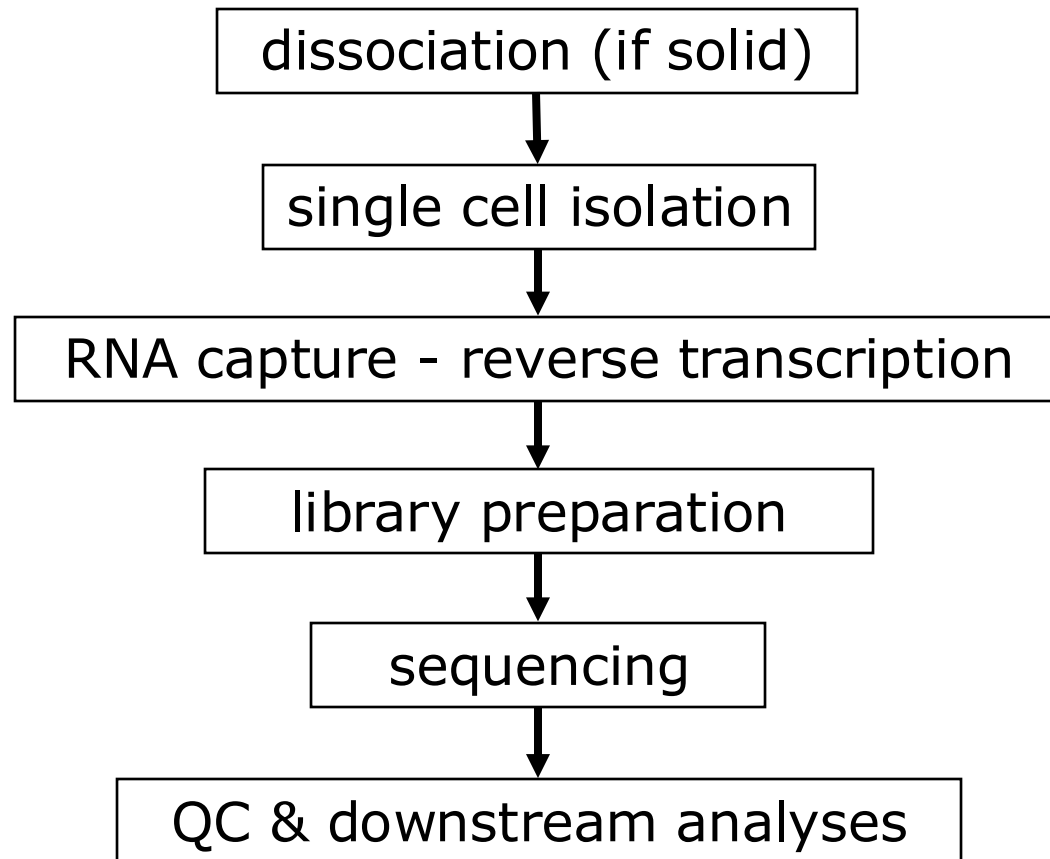 dissociation (if solid)
single cell isolation
RNA capture - reverse transcription
library preparation
sequencing
QC & downstream analyses